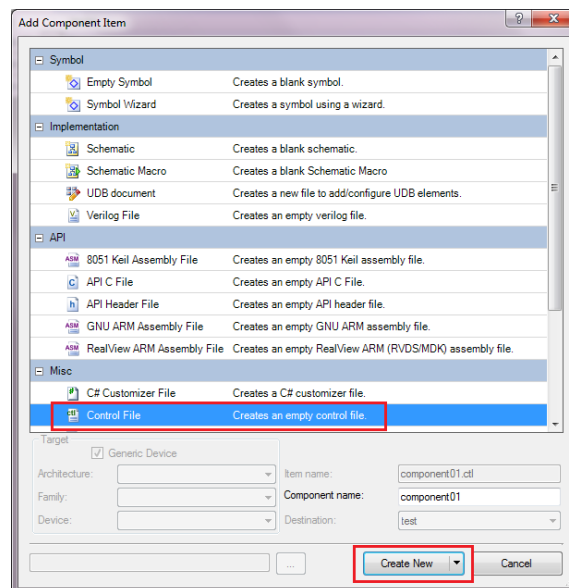 Add Component Item
Symbol
Empty Symbol Creates a blank symbol.
Symbol Wizard Creates a symbol using a wizard.
Implementation
Schematic Creates a blank schematic.
Schematic Macro Creates a blank Schematic Macro
UDB document Creates a new file to add/configure UDB elements.
Verilog File Creates an empty verilog file.
API
ASM 8051 Keil Assembly File Creates an empty 8051 Keil assembly file.
c API C File Creates an empty API C File.
h API Header File Creates an empty API header file.
ASM GNU ARM Assembly File Creates an empty GNU ARM assembly file.
ASM RealView ARM Assembly File Creates an empty RealView ARM (RVDS/MDK) assembly file.
Misc
C# Customizer File Creates a C# customizer file.
ctl Control File Creates an empty control file.
Target
Generic Device
Architecture: Item name: component01.ctl
Family: Component name: component01
Device: Destination: test
... Create New Cancel